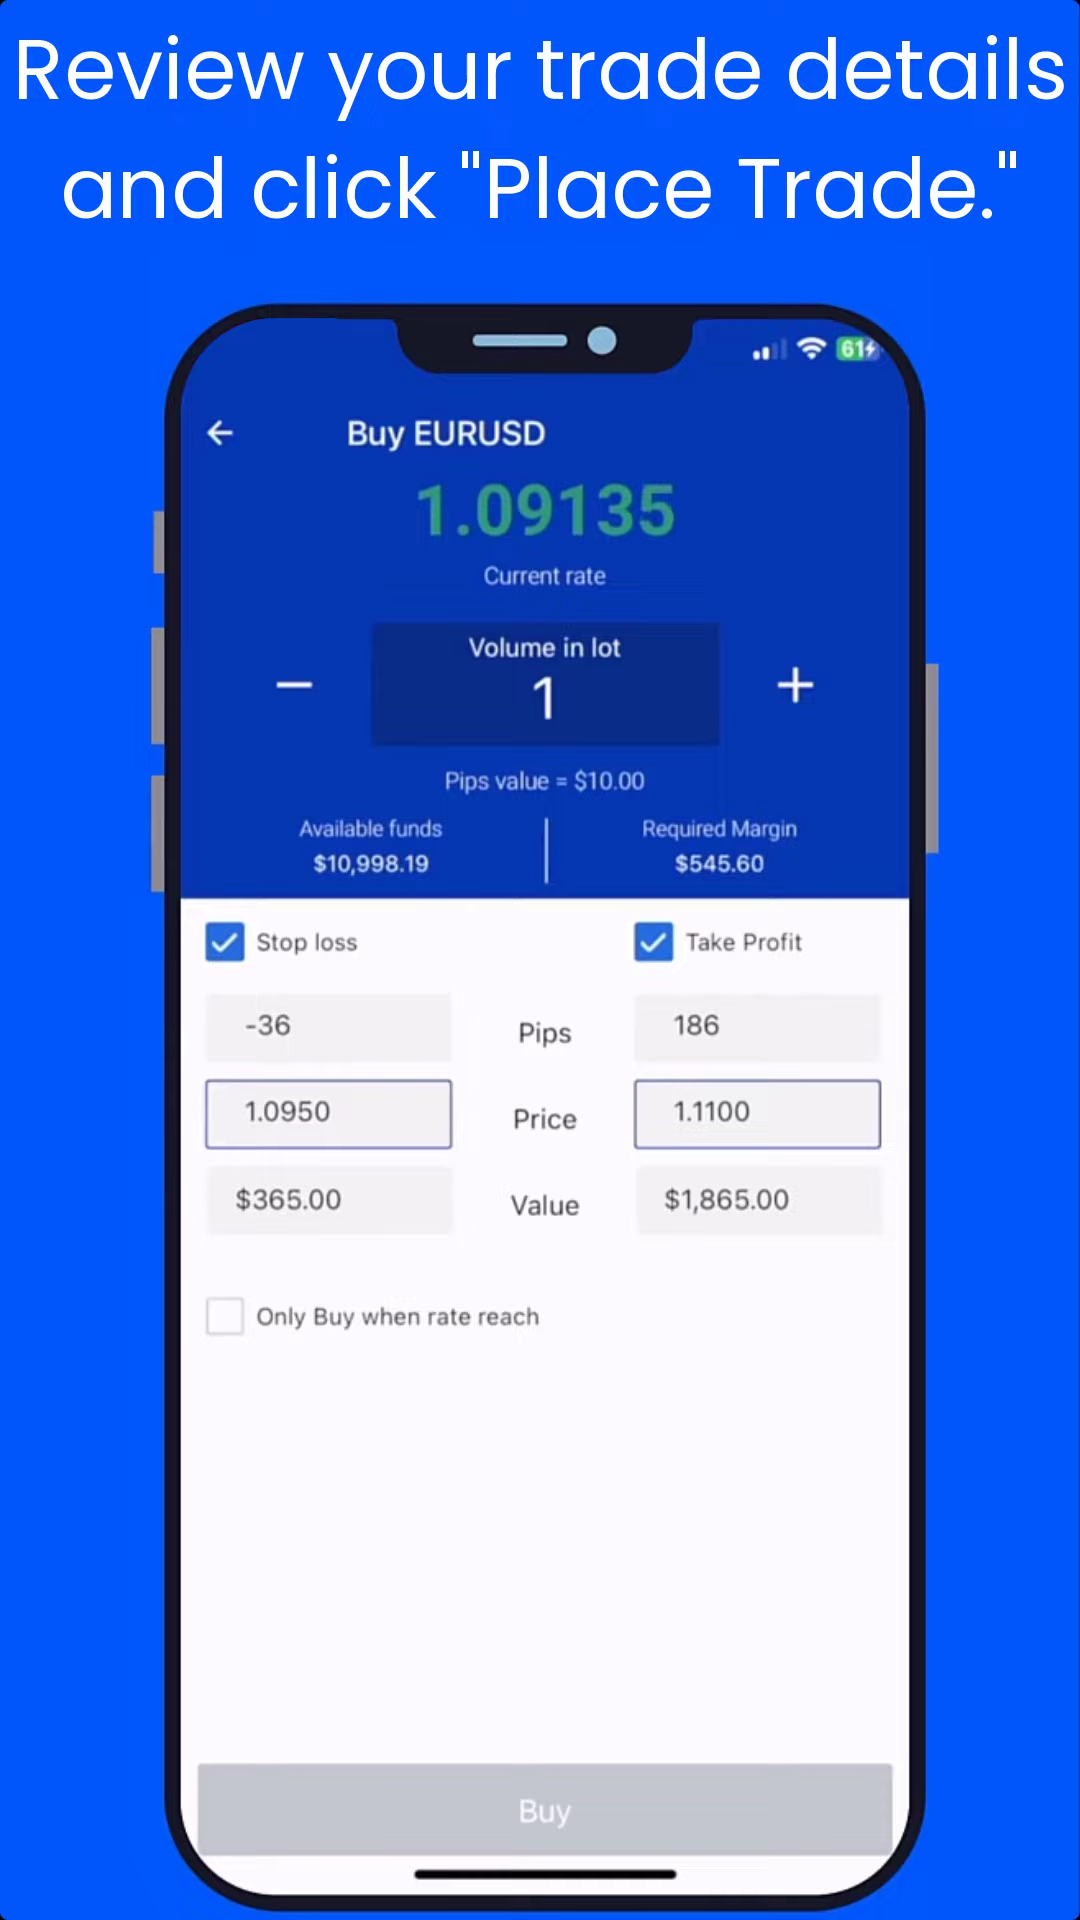 Review your trade details
and click "Place Trade."
61
Buy EURUSD
1.09135
Current rate
Volume in lot
1
Pips value = $10.00
Available funds
Required Margin
$10,998.19
$545.60
Stop loss
Take Profit
-36
Pips
186
1.0950
Price
1.1100
$365.00
Value
$1,865.00
Only Buy when rate reach
Buy